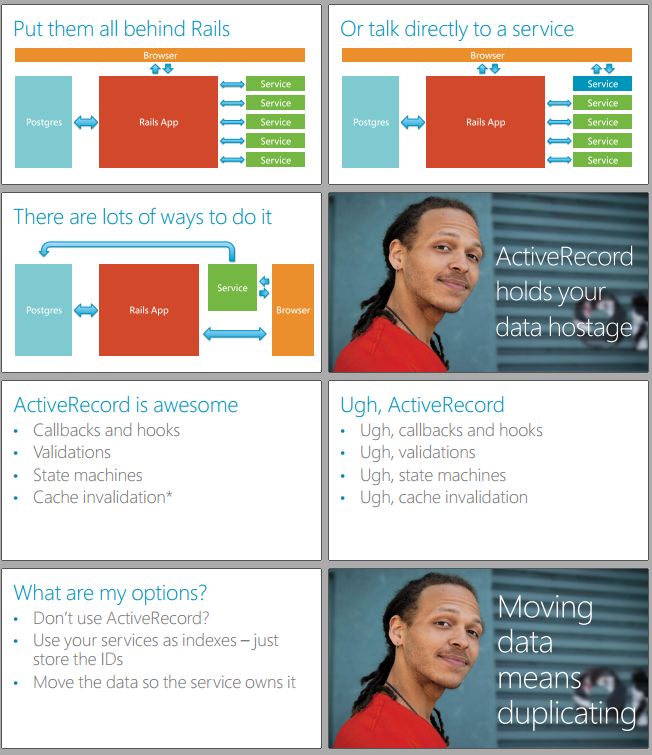 Put them all behind Rails
Browser
Postgres
Rails App
Service
Service
Service
Service
Service
Or talk directly to a service
Browser
Postgres
Rails App
Service
Service
Service
Service
Service
There are lots of ways to do it
Postgres
Rails App
Service
Browser
ActiveRecord
holds your
data hostage
ActiveRecord is awesome
• Callbacks and hooks
• Validations
• State machines
• Cache invalidation*
Ugh, ActiveRecord
• Ugh, callbacks and hooks
• Ugh, validations
• Ugh, state machines
• Ugh, cache invalidation
What are my options?
• Don't use ActiveRecord?
• Use your services as indexes – just
store the IDs
• Move the data so the service owns it
Moving
data
means
duplicating